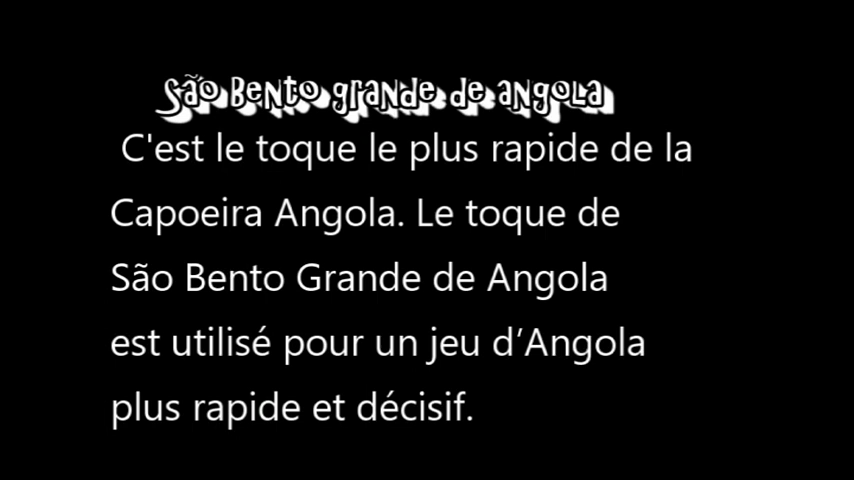 São Bento grande de angola
C'est le toque le plus rapide de la
Capoeira Angola. Le toque de
São Bento Grande de Angola
est utilisé pour un jeu d’Angola
plus rapide et décisif.